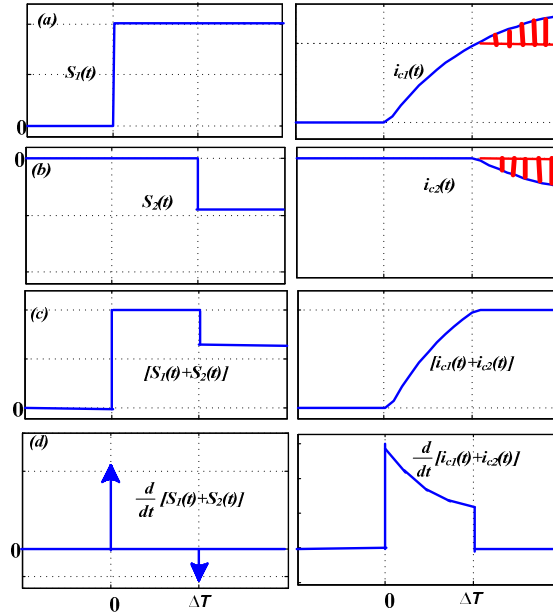 (a)
S1(t)
ic1(t)
0
(b)
0
S2(t)
ic2(t)
(c)
[S1(t)+S2(t)]
[ic1(t)+ic2(t)]
0
(d)
d/dt [S1(t)+S2(t)]
d/dt [ic1(t)+ic2(t)]
0
0 ΔT 0 ΔT